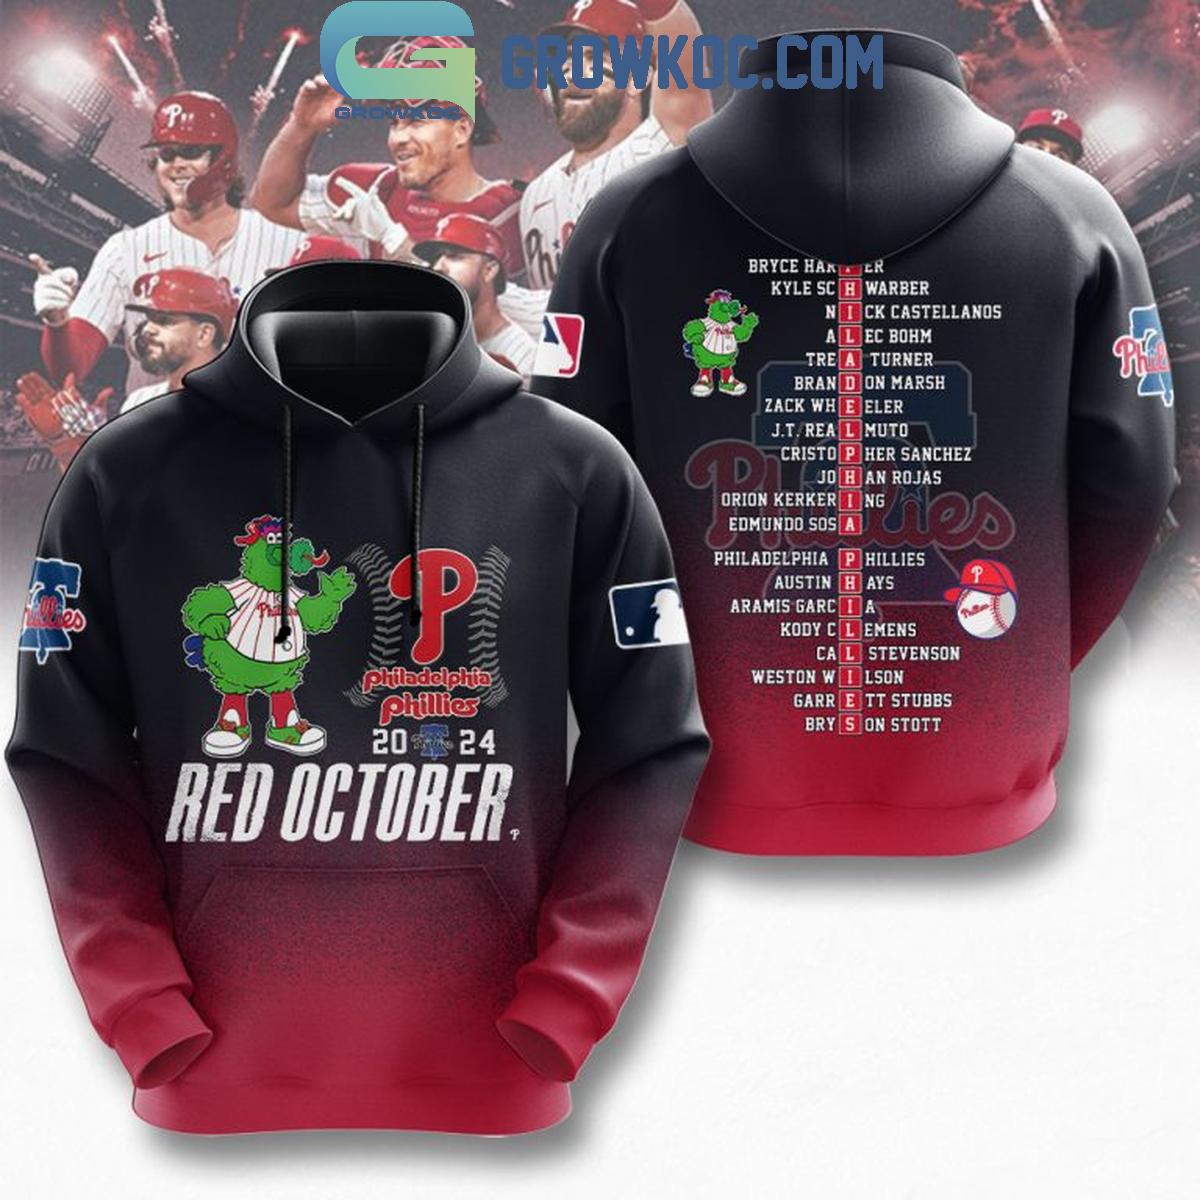 GROWKOC.COM
GROWKOC
Phillies
20 24
philadelphia
phillies
RED OCTOBER
P
BRYCE HARPER
KYLE SCHWARBER
NICK CASTELLANOS
ALEC BOHM
TREA TURNER
BRANDON MARSH
ZACK WHEELER
J.T. REALMUTO
CRISTOPHER SANCHEZ
JOHAN ROJAS
ORION KERKERING
EDMUNDO SOSA
PHILADELPHIA PHILLIES
AUSTIN HAYS
ARAMIS GARCIA
KODY CLEMENS
CAL STEVENSON
WESTON WILSON
GARRETT STUBBS
BRYSON STOTT
Phillies